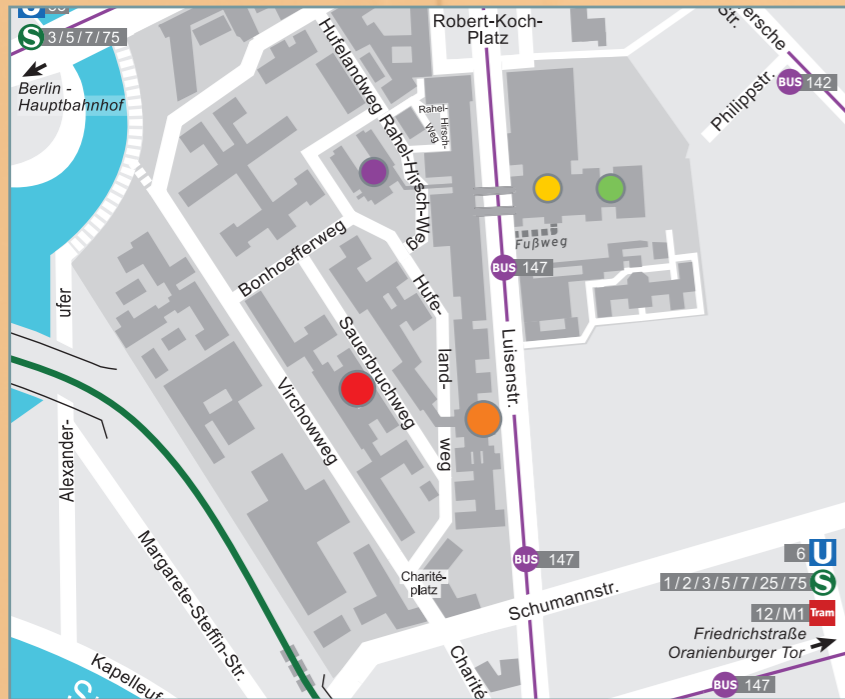 3/5/7/75
S
Berlin -
Hauptbahnhof
Hufelandweg
Robert-Koch-
Platz
Str.
BUS 142
Philippstr.
Rahel-
Hirsch-
Weg
Rahel-Hirsch-Weg
Fußweg
BUS 147
Bonhoefferweg
Hufe-
land-
weg
Sauerbruchweg
Luisenstr.
Virchowweg
ufer
Alexander-
Margarete-Steffin-Str.
Charité-
platz
BUS 147
Schumannstr.
6 U
1/2/3/5/7/25/75 S
12/M1 Tram
Friedrichstraße
Oranienburger Tor
BUS 147
Charité
Kapelleuf